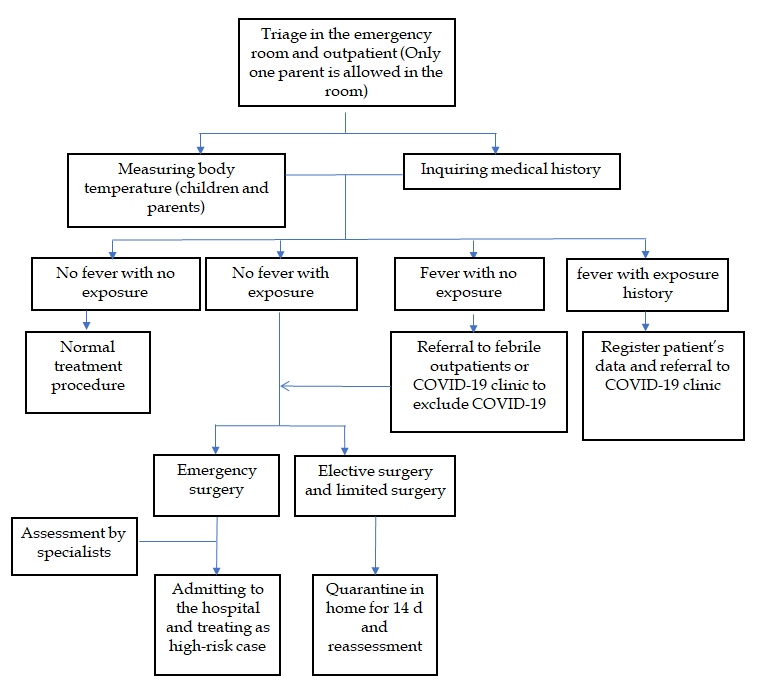 Triage in the emergency
room and outpatient (Only
one parent is allowed in the
room)
Measuring body
temperature (children and
parents)
Inquiring medical history
No fever with no
exposure
No fever with
exposure
Fever with no
exposure
fever with exposure
history
Normal
treatment
procedure
Referral to febrile
outpatients or
COVID-19 clinic to
exclude COVID-19
Register patient's
data and referral to
COVID-19 clinic
Emergency
surgery
Elective surgery
and limited surgery
Assessment by
specialists
Admitting to
the hospital
and treating as
high-risk case
Quarantine in
home for 14 d
and
reassessment